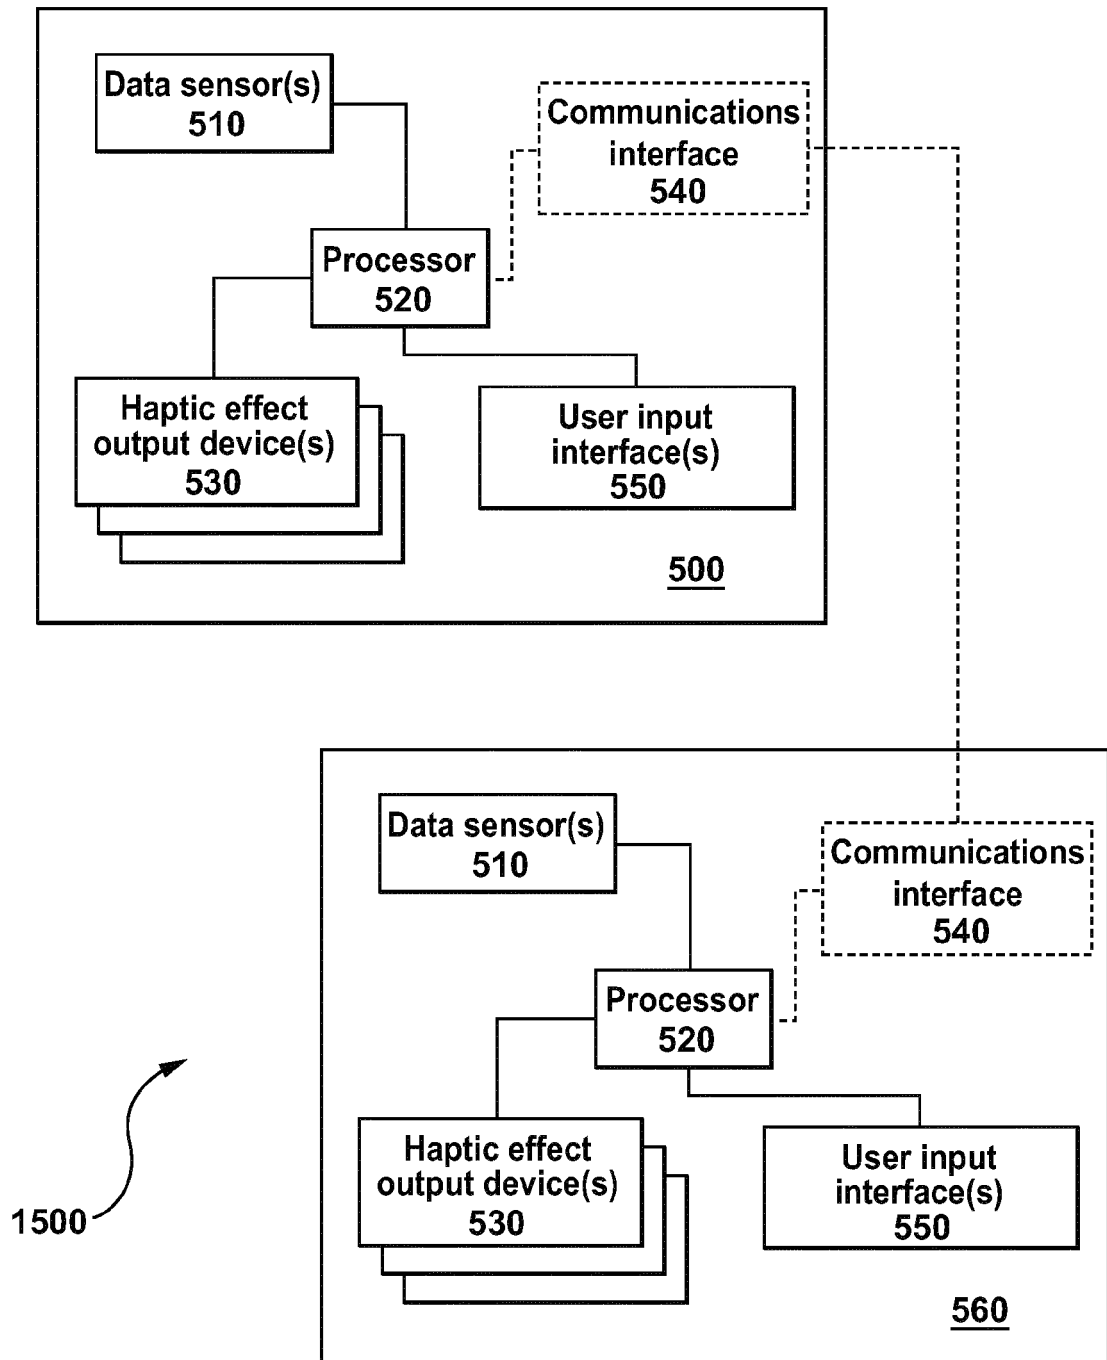 Data sensor(s)
510
Communications
interface
540
Processor
520
Haptic effect
output device(s)
530
User input
interface(s)
550
500
Data sensor(s)
510
Communications
interface
540
Processor
520
Haptic effect
output device(s)
530
User input
interface(s)
550
1500
560